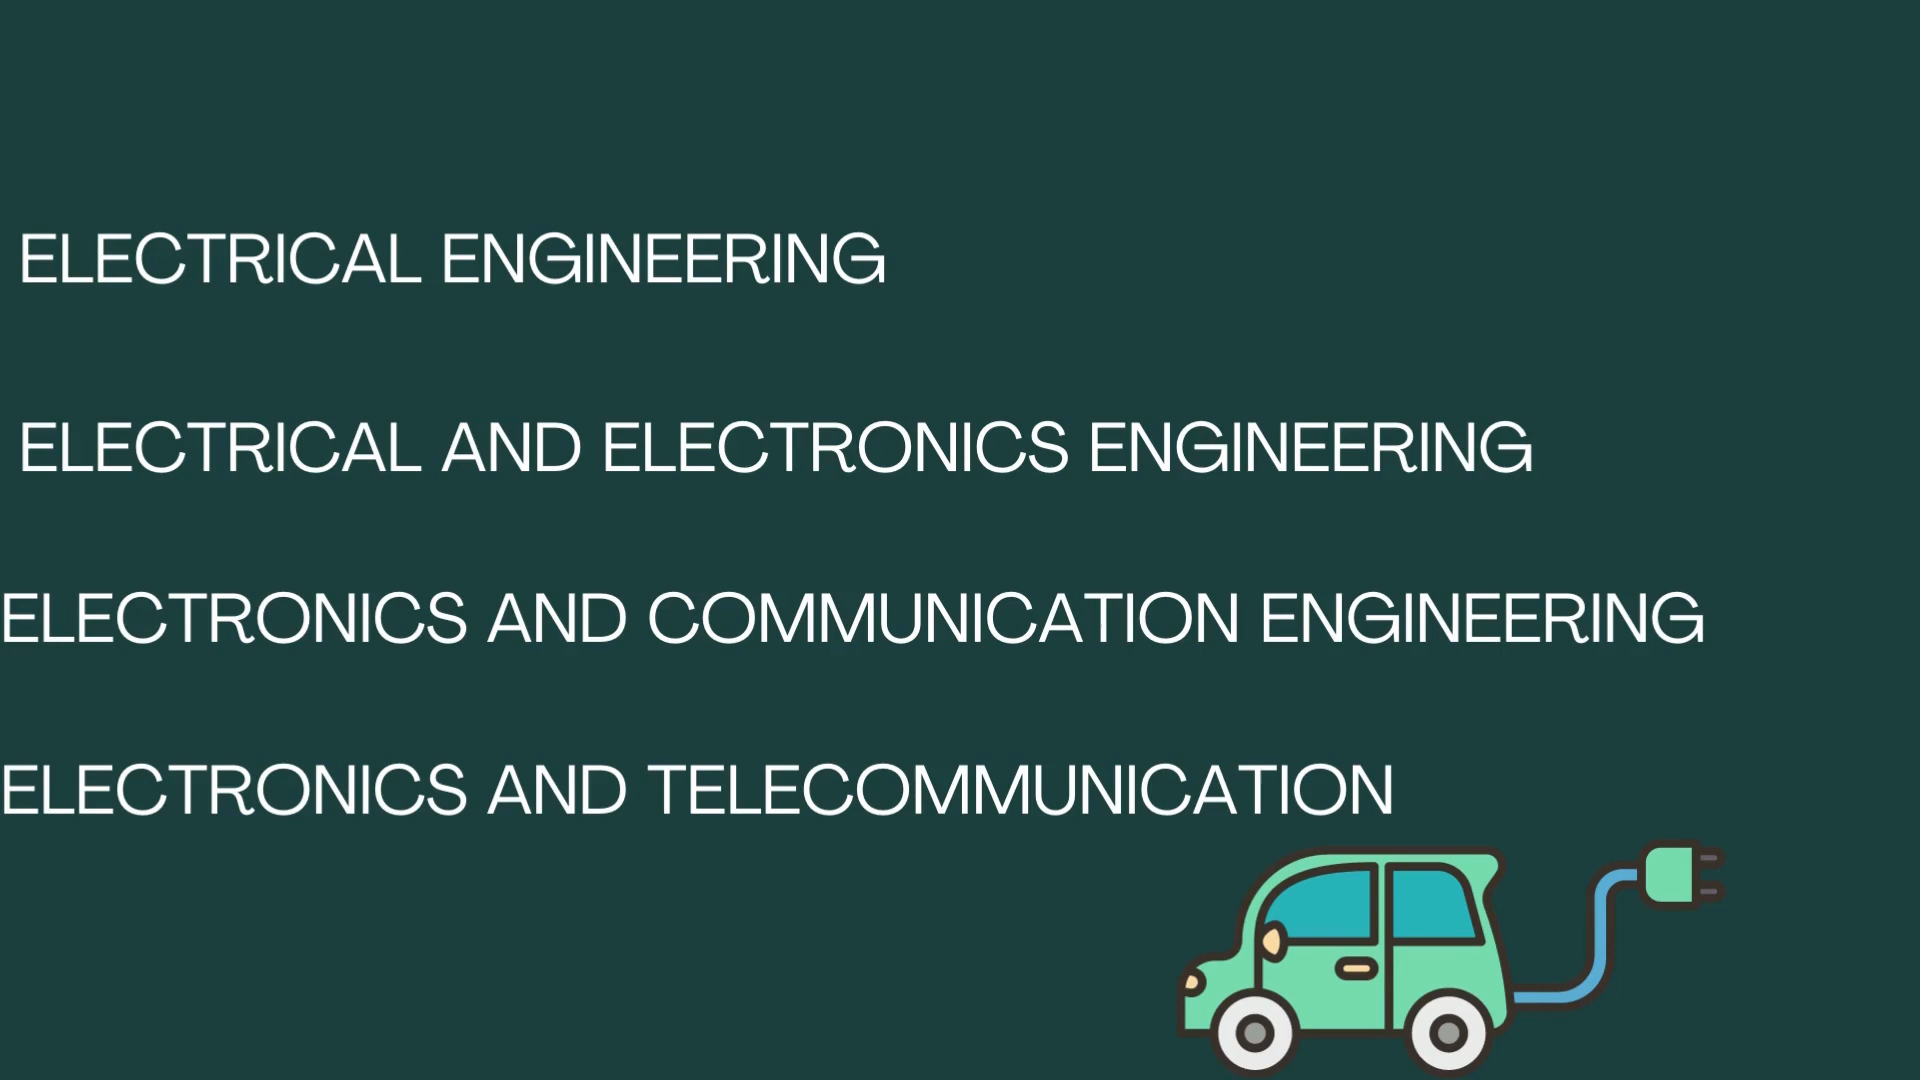 ELECTRICAL ENGINEERING
ELECTRICAL AND ELECTRONICS ENGINEERING
ELECTRONICS AND COMMUNICATION ENGINEERING
ELECTRONICS AND TELECOMMUNICATION